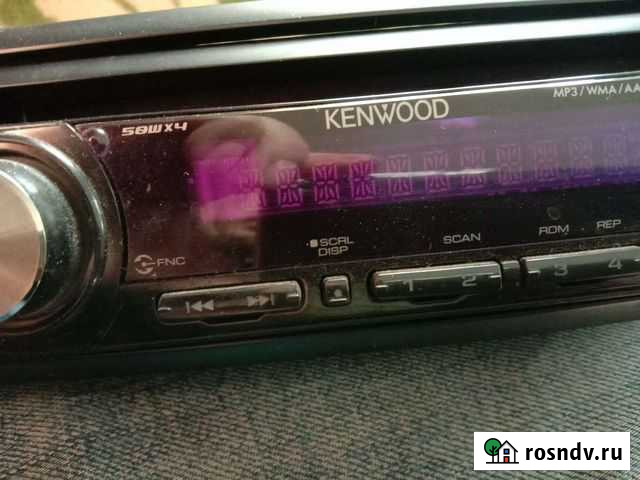 MP3/WMA/AA
50WX4
KENWOOD
SCRL
DISP
SCAN
RDM
REP
FNC
1
2
3
4
rosndv.ru